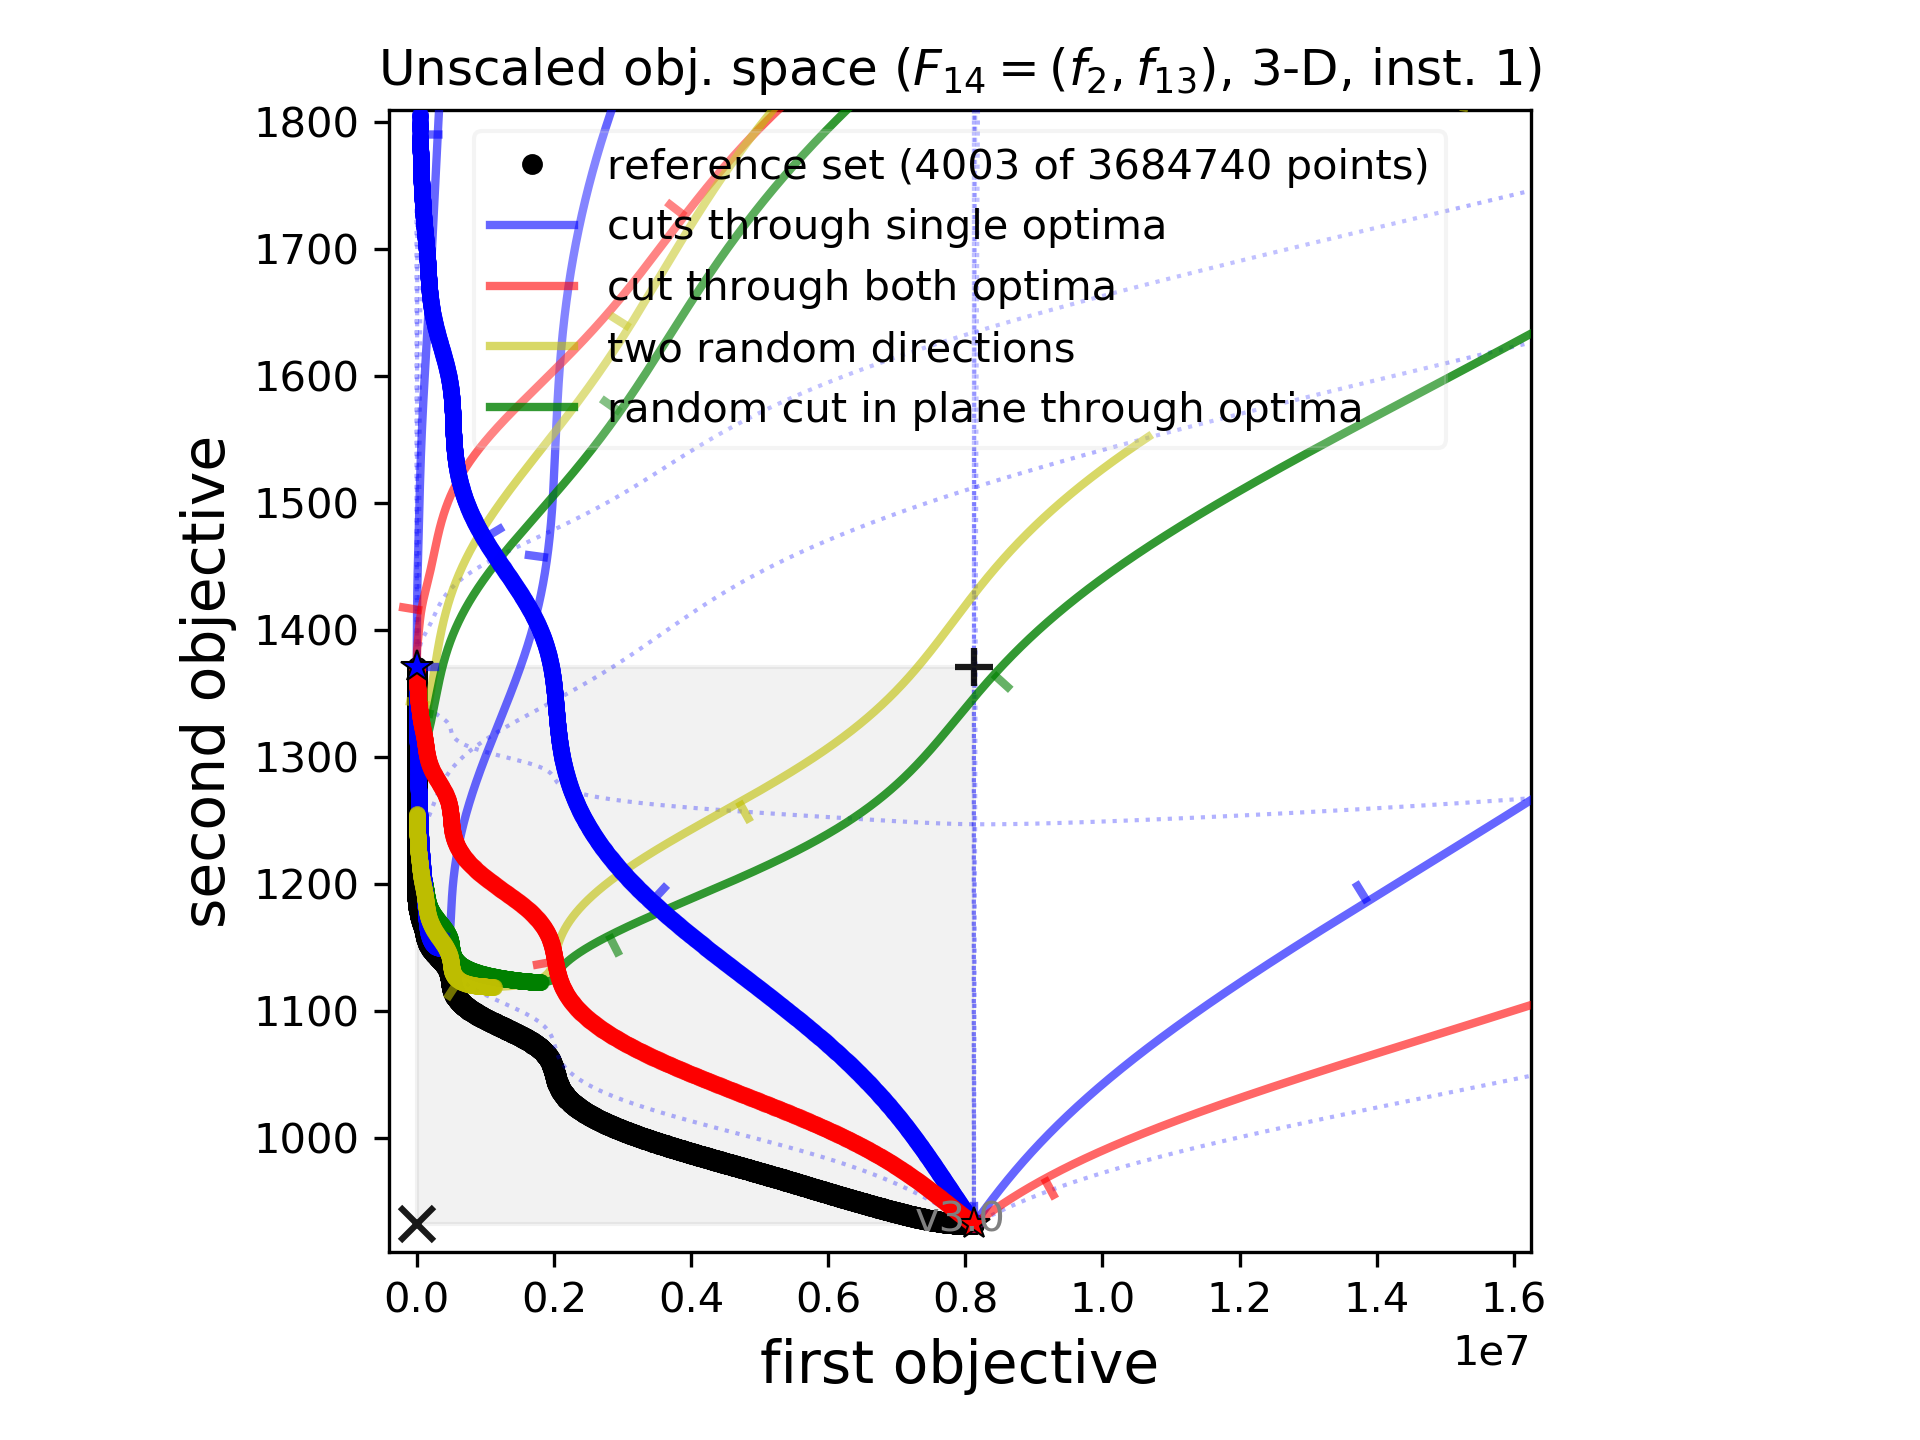 Unscaled obj. space (F₁₄ = (f₂, f₁₃), 3-D, inst. 1)
1800
1700
1600
1500
1400
1300
1200
1100
1000
second objective
reference set (4003 of 3684740 points)
cuts through single optima
cut through both optima
two random directions
random cut in plane through optima
v3.0
0.0 0.2 0.4 0.6 0.8 1.0 1.2 1.4 1.6
1e7
first objective